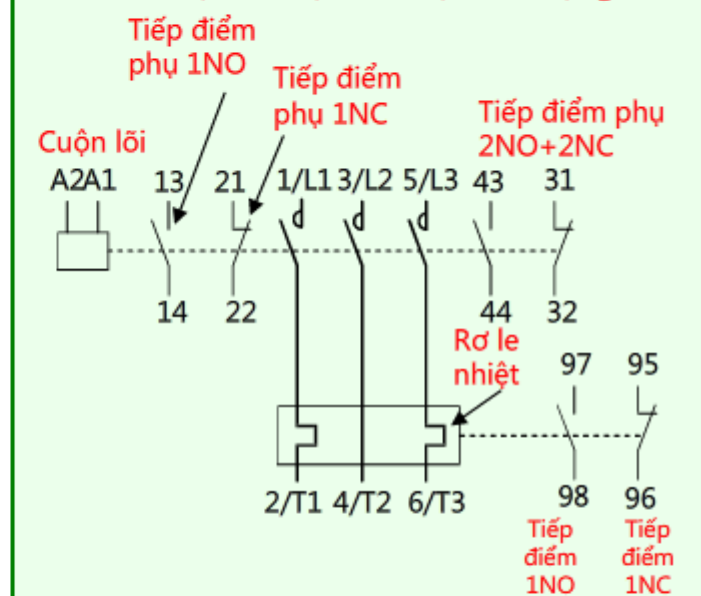 Tiếp điểm
phụ 1NO
Tiếp điểm
phụ 1NC
Tiếp điểm phụ
2NO+2NC
Cuộn lõi
A2A1 13 21 1/L1 3/L2 5/L3 43 31
14 22 44 32
Rơ le
nhiệt
97 95
2/T1 4/T2 6/T3 98 96
Tiếp
điểm
1NO
Tiếp
điểm
1NC